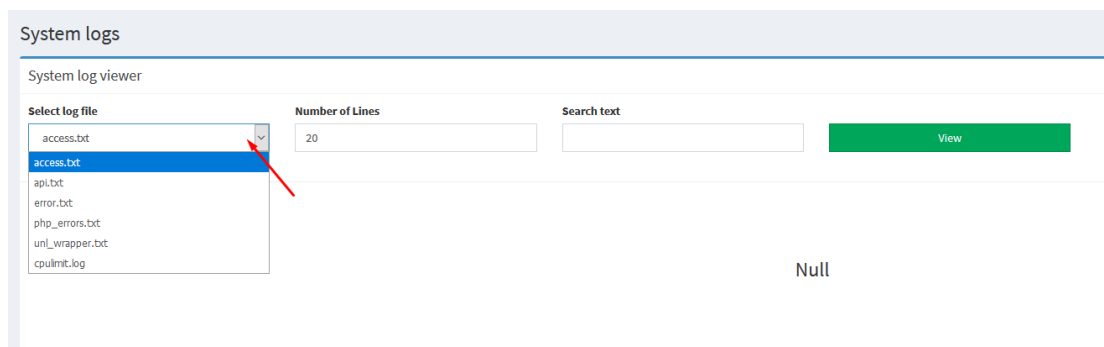 System logs
System log viewer
Select log file
Number of Lines
Search text
access.txt
20
View
access.txt
api.txt
error.txt
php_errors.txt
unl_wrapper.txt
cpulimit.log
Null